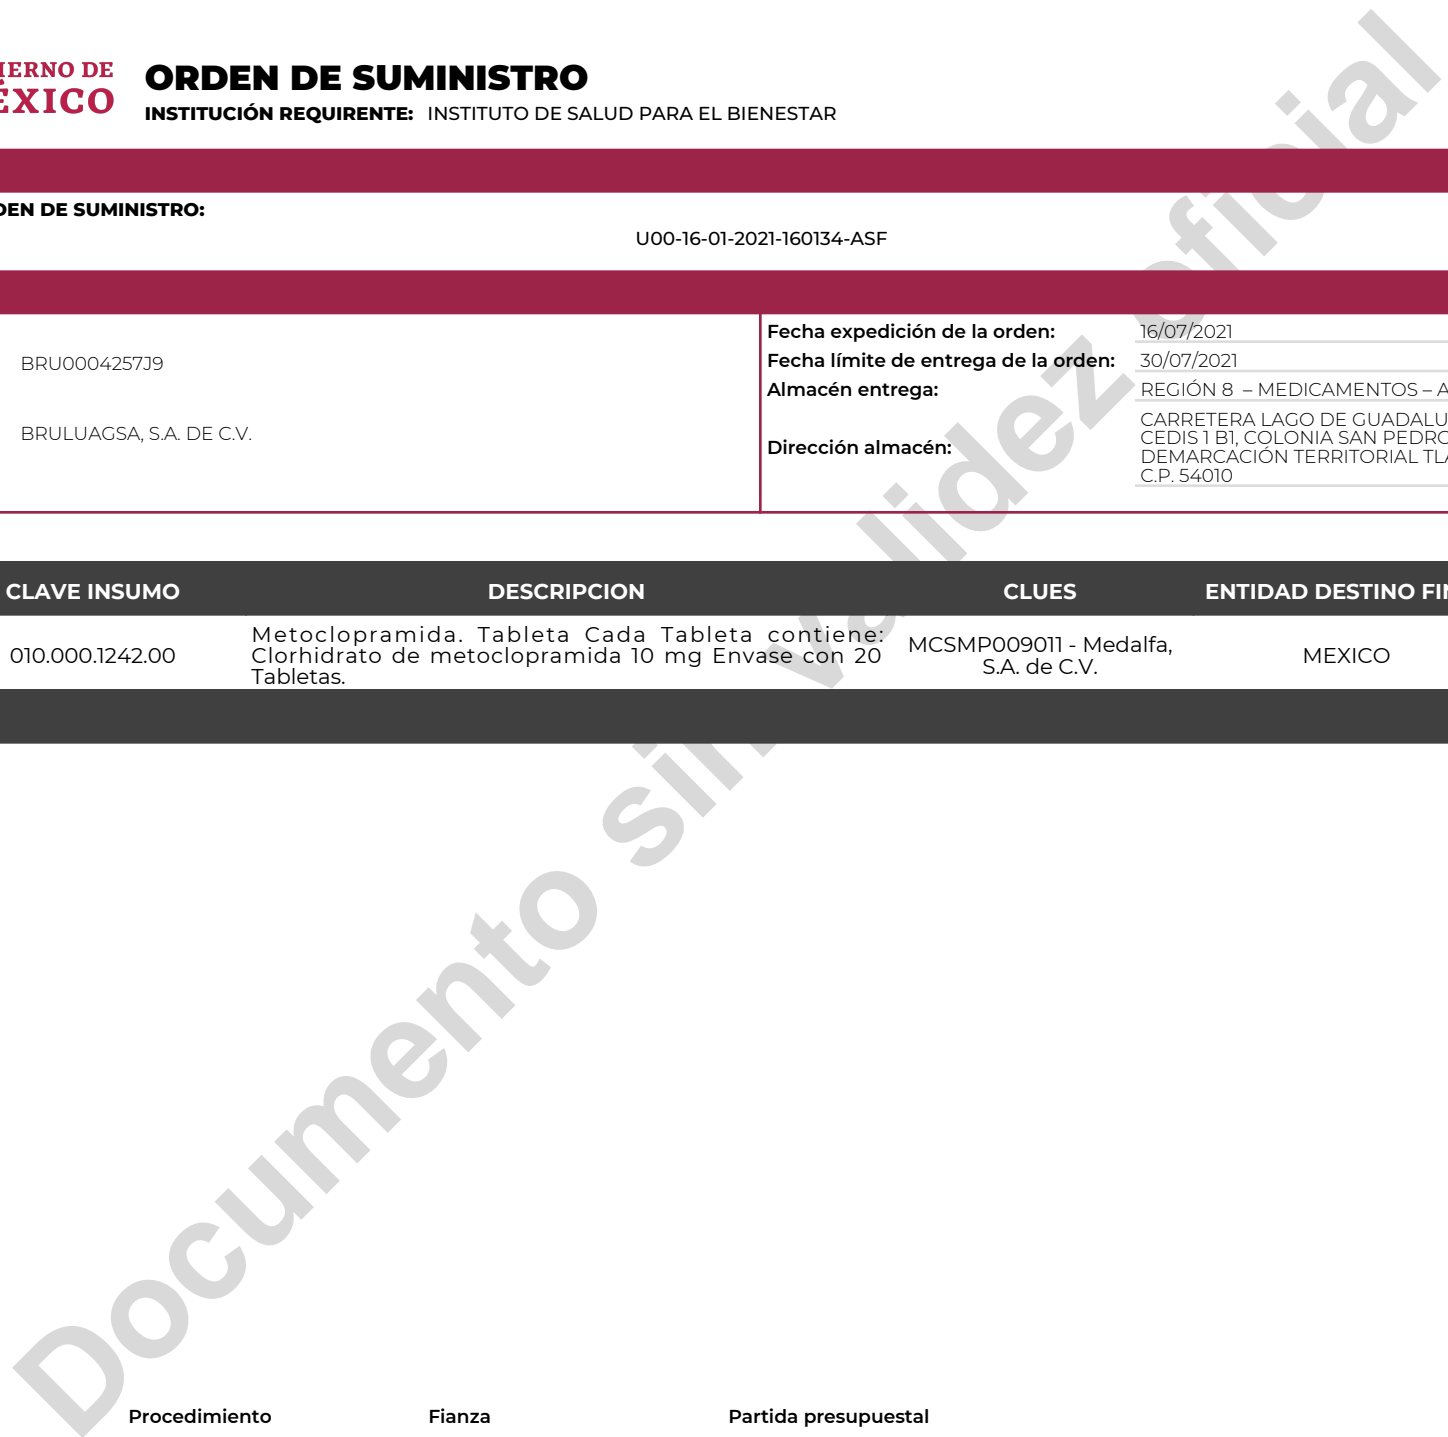 IERNO DE
ÉXICO
ORDEN DE SUMINISTRO
INSTITUCIÓN REQUIRENTE: INSTITUTO DE SALUD PARA EL BIENESTAR
DEN DE SUMINISTRO:
U00-16-01-2021-160134-ASF
BRU0004257J9
BRULUAGSA, S.A. DE C.V.
Fecha expedición de la orden: 16/07/2021
Fecha límite de entrega de la orden: 30/07/2021
Almacén entrega: REGIÓN 8 – MEDICAMENTOS – A
Dirección almacén:
CARRETERA LAGO DE GUADALU
CEDIS 1 B1, COLONIA SAN PEDRO
DEMARCACIÓN TERRITORIAL TLA
C.P. 54010
CLAVE INSUMO DESCRIPCION CLUES ENTIDAD DESTINO FIN
010.000.1242.00
Metoclopramida. Tableta Cada Tableta contiene:
Clorhidrato de metoclopramida 10 mg Envase con 20
Tabletas.
MCSMP009011 - Medalfa,
S.A. de C.V.
MEXICO
Procedimiento Fianza Partida presupuestal
Documento sin validez oficial